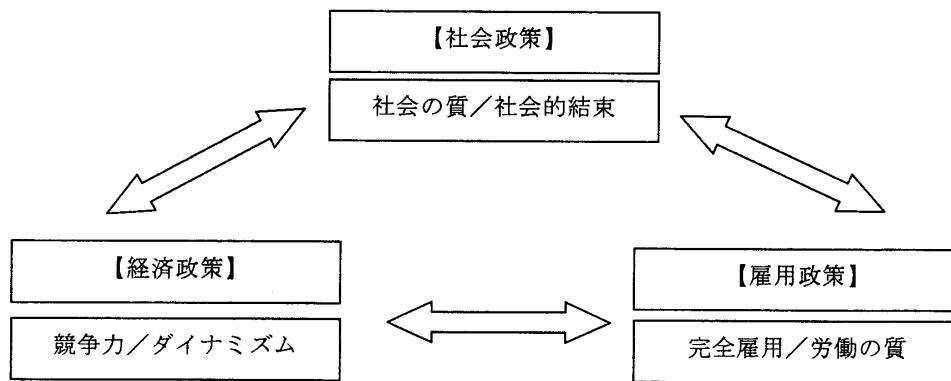 【社会政策】
社会の質／社会的結束
【経済政策】
競争力／ダイナミズム
【雇用政策】
完全雇用／労働の質